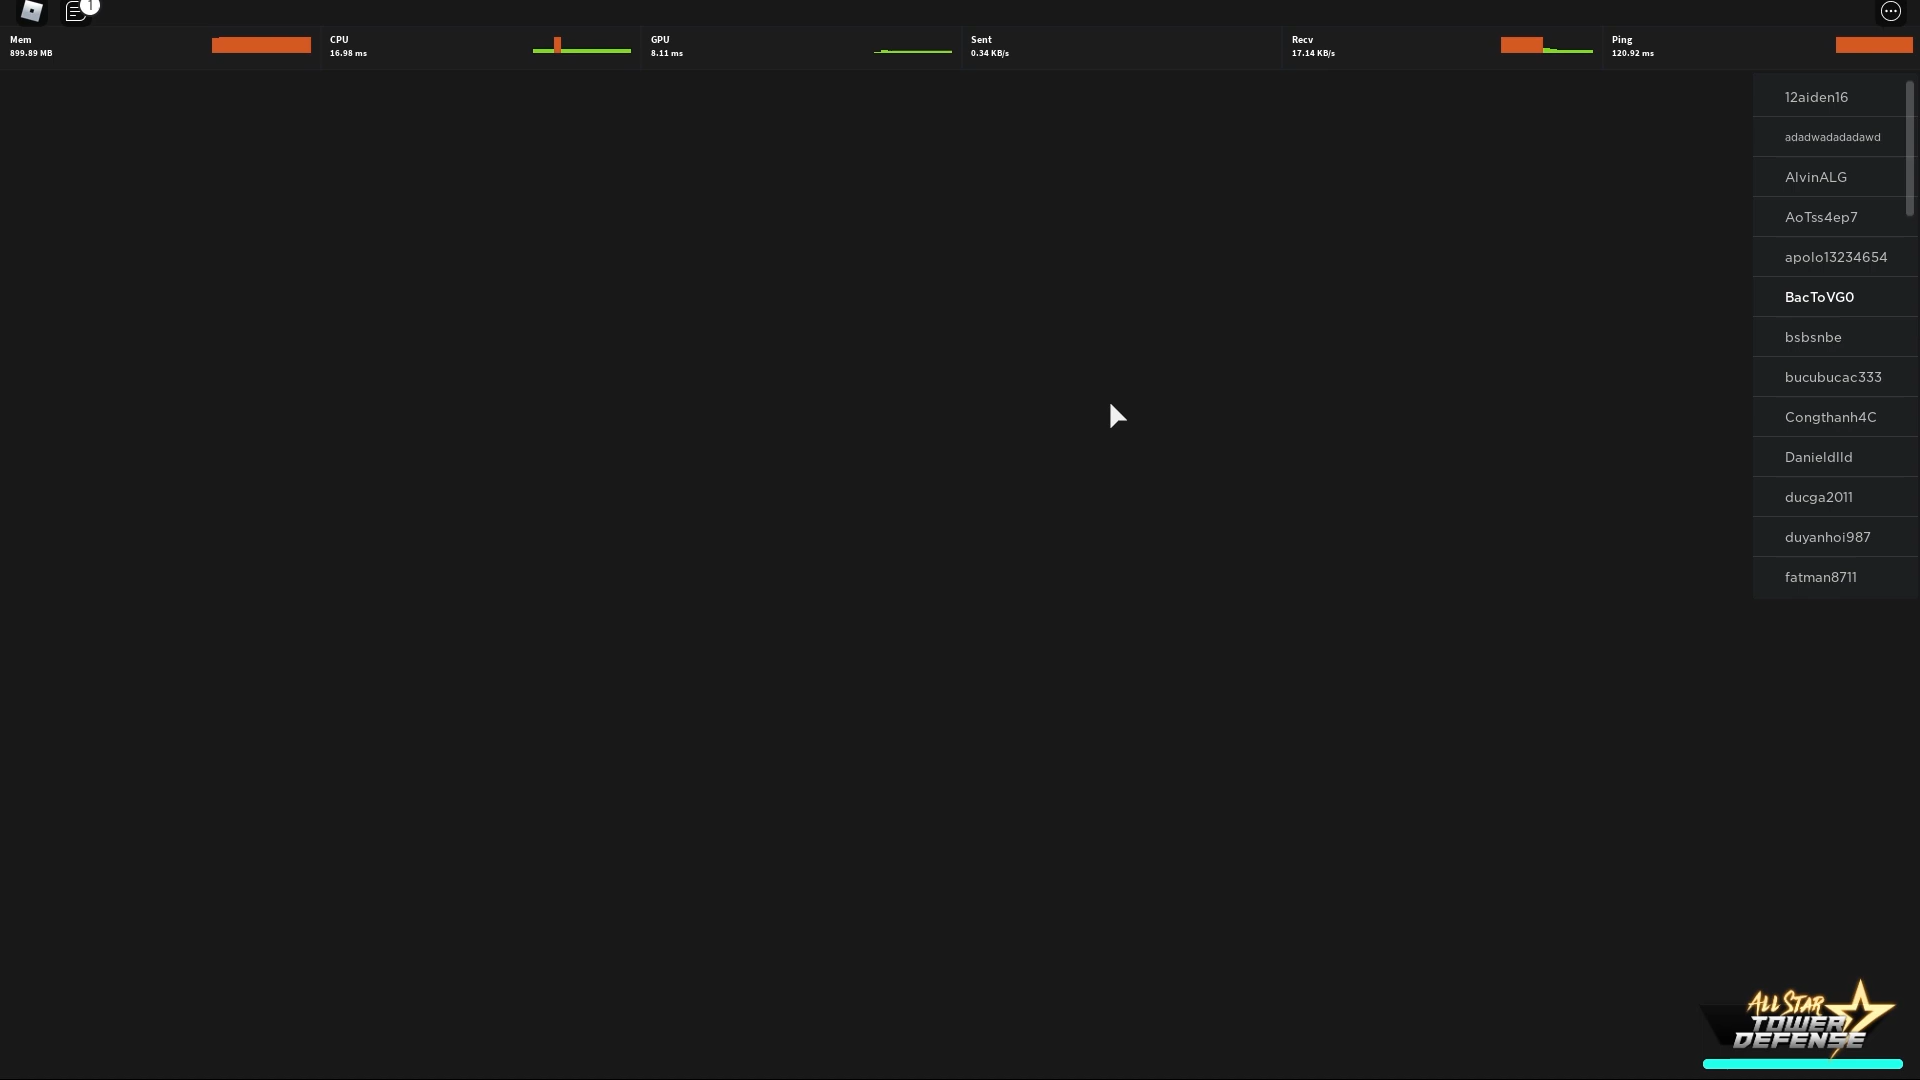 1
Mem
899.89 MB
CPU
16.98 ms
GPU
8.11 ms
Sent
0.34 KB/s
Recv
17.14 KB/s
Ping
120.92 ms
12aiden16
adadwadadadawd
AlvinALG
AoTss4ep7
apolo13234654
BacToVG0
bsbsnbe
bucubucac333
Congthanh4C
Danieldlld
ducga2011
duyanhoi987
fatman8711
ALL STAR
TOWER
DEFENSE